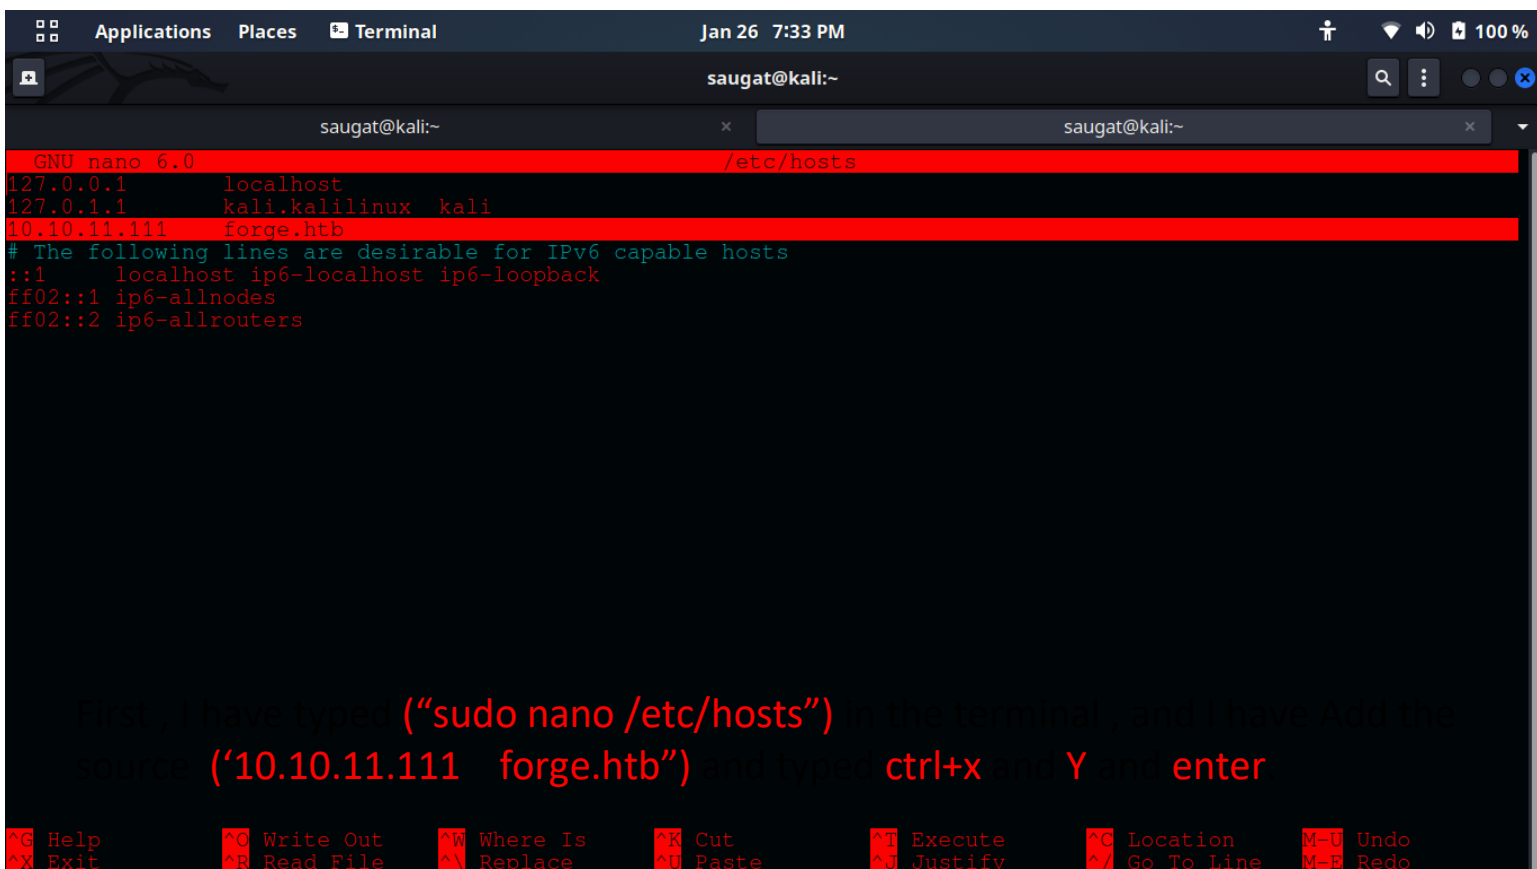 Applications Places Terminal Jan 26 7:33 PM 100 %
saugat@kali:~
saugat@kali:~ × saugat@kali:~ ×
GNU nano 6.0 /etc/hosts
127.0.0.1 localhost
127.0.1.1 kali.kalilinux kali
10.10.11.111 forge.htb
# The following lines are desirable for IPv6 capable hosts
::1 localhost ip6-localhost ip6-loopback
ff02::1 ip6-allnodes
ff02::2 ip6-allrouters
First , I have typed (“sudo nano /etc/hosts”) in the terminal , and I have Add the
source (‘10.10.11.111 forge.htb”) and typed ctrl+x and Y and enter
^G Help ^O Write Out ^W Where Is ^K Cut ^T Execute ^C Location M-U Undo
^X Exit ^R Read File ^\ Replace ^U Paste ^J Justify ^/ Go To Line M-E Redo